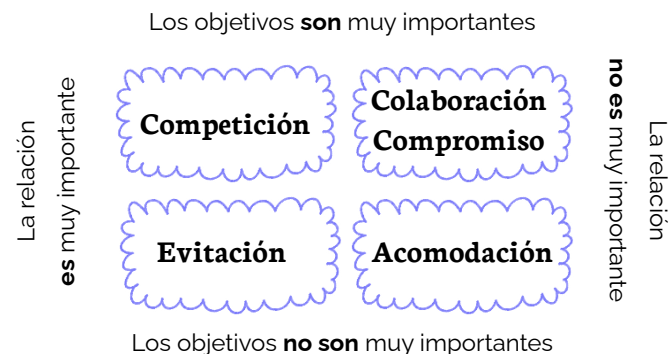 Los objetivos son muy importantes
La relación
es muy importante
Competición
Colaboración
Compromiso
no es muy importante
La relación
Evitación
Acomodación
Los objetivos no son muy importantes